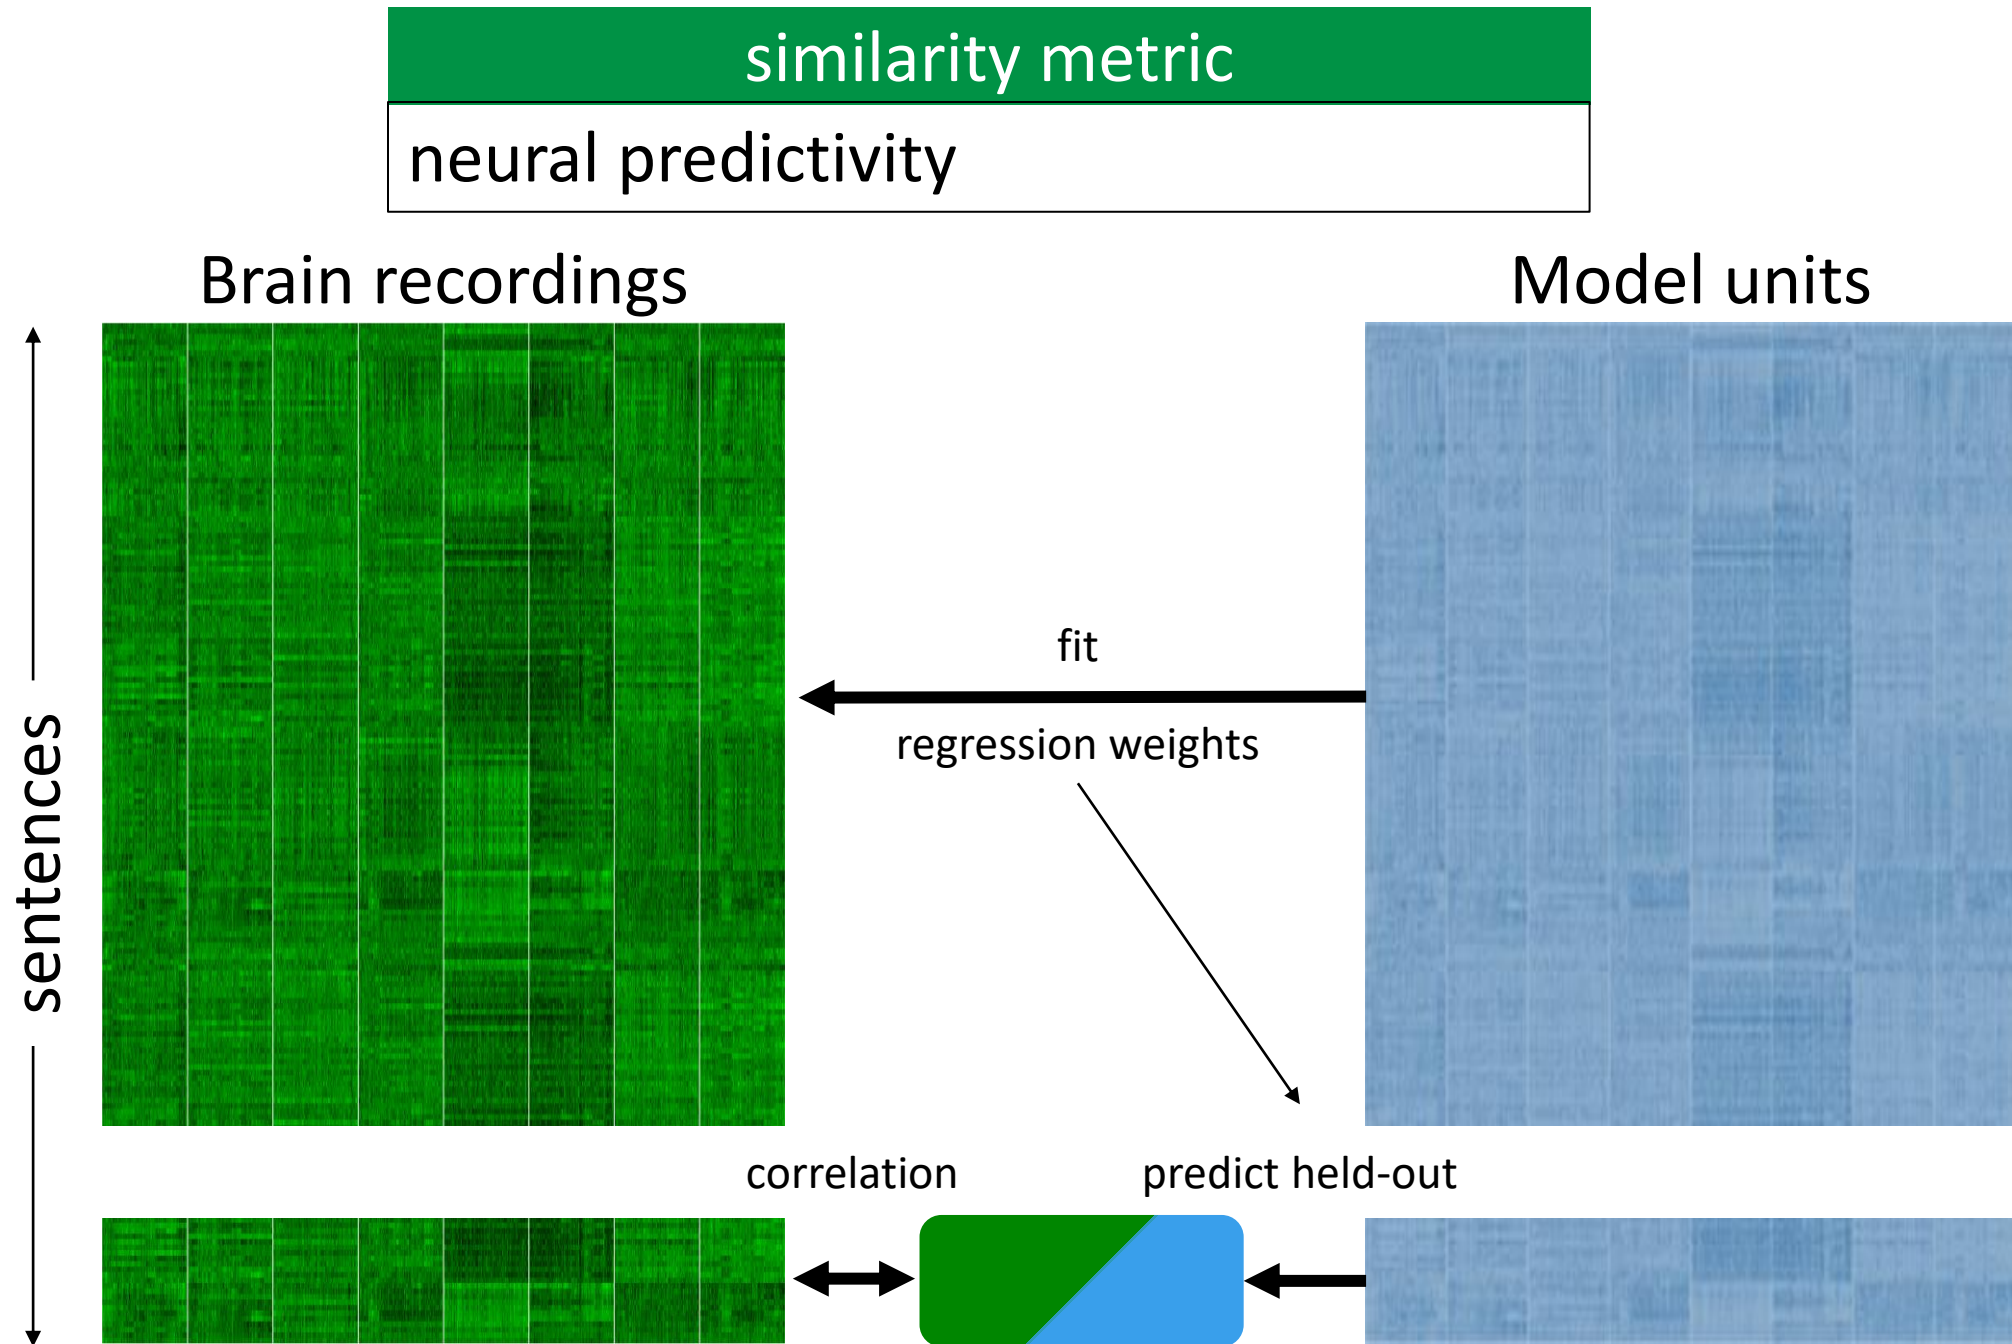 similarity metric
neural predictivity
Brain recordings
Model units
sentences
fit
regression weights
correlation
predict held-out